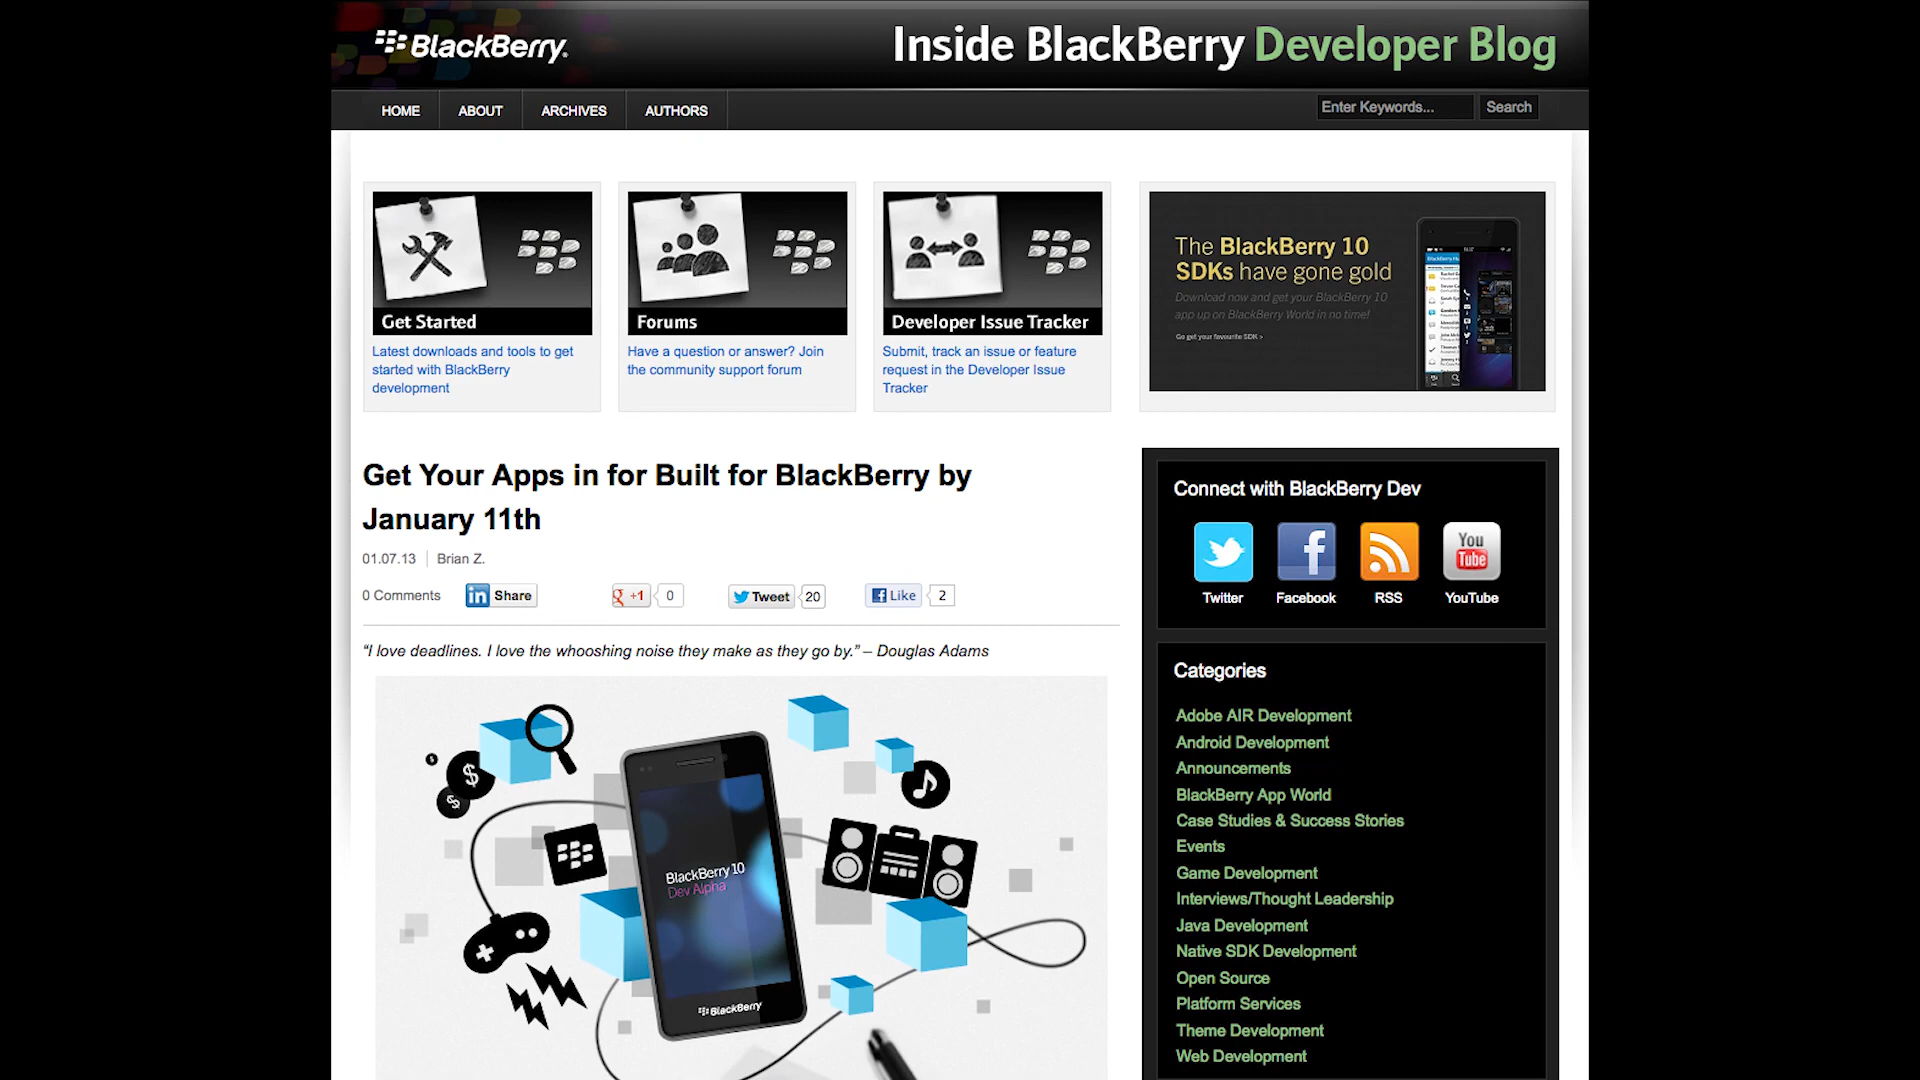 BlackBerry
Inside BlackBerry Developer Blog
HOME
ABOUT
ARCHIVES
AUTHORS
Enter Keywords...
Search
Get Started
Latest downloads and tools to get
started with BlackBerry
development
Forums
Have a question or answer? Join
the community support forum
Developer Issue Tracker
Submit, track an issue or feature
request in the Developer Issue
Tracker
The BlackBerry 10
SDKs have gone gold
Download now and get your BlackBerry 10
app up on BlackBerry World in no time!
Go get your favourite SDK >
Get Your Apps in for Built for BlackBerry by
January 11th
01.07.13
Brian Z.
0 Comments
in Share
g +1
0
Tweet
20
Like
2
“I love deadlines. I love the whooshing noise they make as they go by.” – Douglas Adams
BlackBerry 10
Dev Alpha
BlackBerry
Connect with BlackBerry Dev
You
Tube
Twitter
Facebook
RSS
YouTube
Categories
Adobe AIR Development
Android Development
Announcements
BlackBerry App World
Case Studies & Success Stories
Events
Game Development
Interviews/Thought Leadership
Java Development
Native SDK Development
Open Source
Platform Services
Theme Development
Web Development